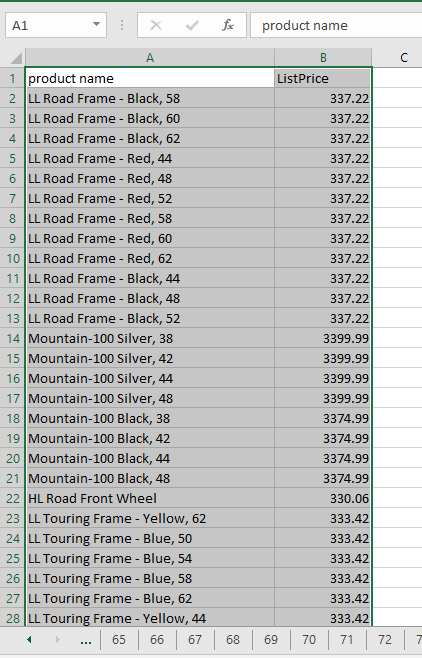 A1 fx product name
A B C
1 product name ListPrice
2 LL Road Frame - Black, 58 337.22
3 LL Road Frame - Black, 60 337.22
4 LL Road Frame - Black, 62 337.22
5 LL Road Frame - Red, 44 337.22
6 LL Road Frame - Red, 48 337.22
7 LL Road Frame - Red, 52 337.22
8 LL Road Frame - Red, 58 337.22
9 LL Road Frame - Red, 60 337.22
10 LL Road Frame - Red, 62 337.22
11 LL Road Frame - Black, 44 337.22
12 LL Road Frame - Black, 48 337.22
13 LL Road Frame - Black, 52 337.22
14 Mountain-100 Silver, 38 3399.99
15 Mountain-100 Silver, 42 3399.99
16 Mountain-100 Silver, 44 3399.99
17 Mountain-100 Silver, 48 3399.99
18 Mountain-100 Black, 38 3374.99
19 Mountain-100 Black, 42 3374.99
20 Mountain-100 Black, 44 3374.99
21 Mountain-100 Black, 48 3374.99
22 HL Road Front Wheel 330.06
23 LL Touring Frame - Yellow, 62 333.42
24 LL Touring Frame - Blue, 50 333.42
25 LL Touring Frame - Blue, 54 333.42
26 LL Touring Frame - Blue, 58 333.42
27 LL Touring Frame - Blue, 62 333.42
28 LL Touring Frame - Yellow, 44 333.42
... 65 66 67 68 69 70 71 72